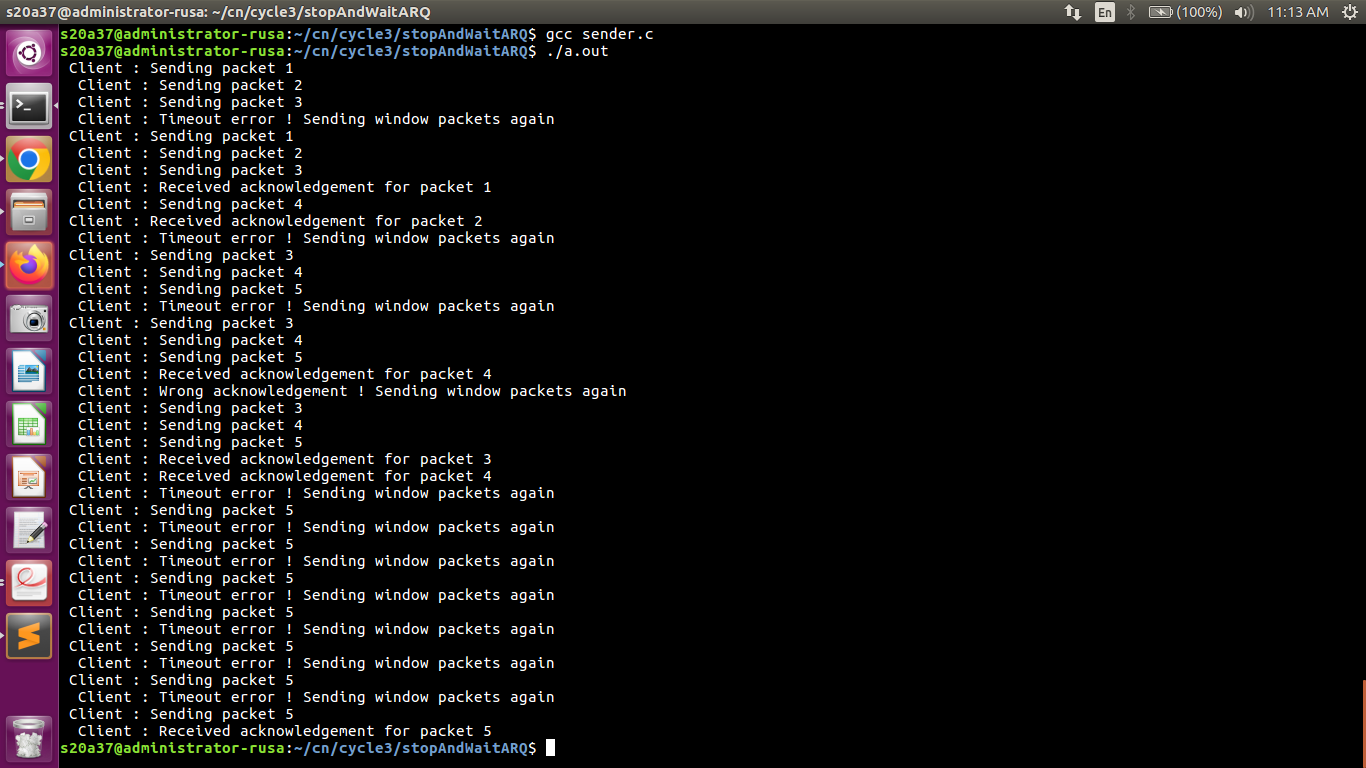 s20a37@administrator-rusa: ~/cn/cycle3/stopAndWaitARQ
En
(100%)
11:13 AM
s20a37@administrator-rusa:~/cn/cycle3/stopAndWaitARQ$ gcc sender.c
s20a37@administrator-rusa:~/cn/cycle3/stopAndWaitARQ$ ./a.out
Client : Sending packet 1
Client : Sending packet 2
Client : Sending packet 3
Client : Timeout error ! Sending window packets again
Client : Sending packet 1
Client : Sending packet 2
Client : Sending packet 3
Client : Received acknowledgement for packet 1
Client : Sending packet 4
Client : Received acknowledgement for packet 2
Client : Timeout error ! Sending window packets again
Client : Sending packet 3
Client : Sending packet 4
Client : Sending packet 5
Client : Timeout error ! Sending window packets again
Client : Sending packet 3
Client : Sending packet 4
Client : Sending packet 5
Client : Received acknowledgement for packet 4
Client : Wrong acknowledgement ! Sending window packets again
Client : Sending packet 3
Client : Sending packet 4
Client : Sending packet 5
Client : Received acknowledgement for packet 3
Client : Received acknowledgement for packet 4
Client : Timeout error ! Sending window packets again
Client : Sending packet 5
Client : Timeout error ! Sending window packets again
Client : Sending packet 5
Client : Timeout error ! Sending window packets again
Client : Sending packet 5
Client : Timeout error ! Sending window packets again
Client : Sending packet 5
Client : Timeout error ! Sending window packets again
Client : Sending packet 5
Client : Timeout error ! Sending window packets again
Client : Sending packet 5
Client : Timeout error ! Sending window packets again
Client : Sending packet 5
Client : Received acknowledgement for packet 5
s20a37@administrator-rusa:~/cn/cycle3/stopAndWaitARQ$